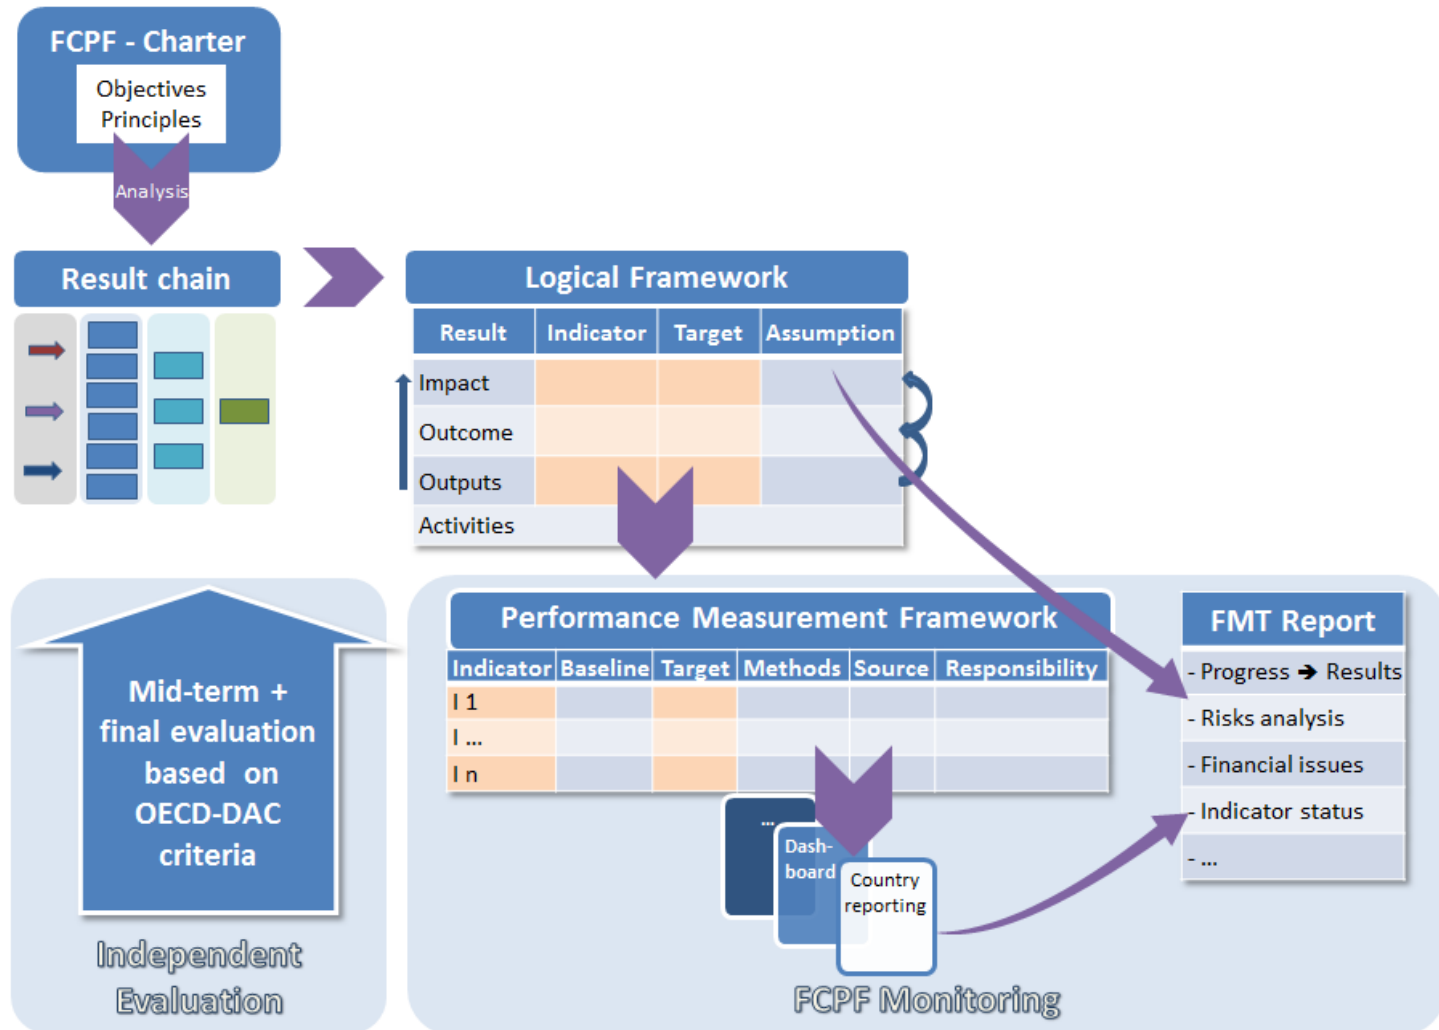 FCPF - Charter
Objectives
Principles
Analysis
Result chain
Logical Framework
Result Indicator Target Assumption
Impact
Outcome
Outputs
Activities
Mid-term +
final evaluation
based on
OECD-DAC
criteria
Independent
Evaluation
Performance Measurement Framework
Indicator Baseline Target Methods Source Responsibility
I 1
I ...
I n
...
Dash-
board
Country
reporting
FMT Report
- Progress ➔ Results
- Risks analysis
- Financial issues
- Indicator status
- ...
FCPF Monitoring